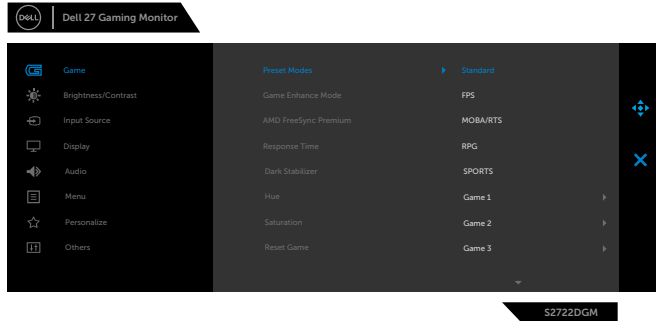 DELL
Dell 27 Gaming Monitor
Game
Brightness/Contrast
Input Source
Display
Audio
Menu
Personalize
Others
Preset Modes
Game Enhance Mode
AMD FreeSync Premium
Response Time
Dark Stabilizer
Hue
Saturation
Reset Game
Standard
FPS
MOBA/RTS
RPG
SPORTS
Game 1
Game 2
Game 3
S2722DGM